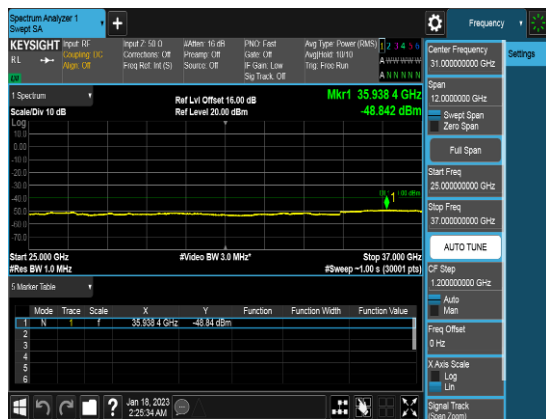 Spectrum Analyzer 1
Swept SA
+
Frequency
KEYSIGHT
Input: RF
Input Z: 50 Ω
#Atten: 16 dB
PNO: Fast
Avg Type: Power (RMS)
1 2 3 4 5 6
RL
Coupling: DC
Corrections: Off
Preamp: Off
Gate: Off
Avg|Hold: 10/10
Align: Off
Freq Ref: Int (S)
Source: Off
IF Gain: Low
Trig: Free Run
A W W W W W
Sig Track: Off
A N N N N N
Center Frequency
31.000000000 GHz
Settings
Span
12.0000000 GHz
Swept Span
Zero Span
Full Span
Start Freq
25.000000000 GHz
Stop Freq
37.000000000 GHz
AUTO TUNE
CF Step
1.200000000 GHz
Auto
Man
Freq Offset
0 Hz
X Axis Scale
Log
Lin
Signal Track
(Span Zoom)
1 Spectrum
Ref Lvl Offset 16.00 dB
Mkr1 35.938 4 GHz
Scale/Div 10 dB
Ref Level 20.00 dBm
-48.842 dBm
Log
10.0
0.00
-10.0
-20.0
-30.0
-40.0
-50.0
-60.0
-70.0
1
Start 25.000 GHz
#Video BW 3.0 MHz*
Stop 37.000 GHz
#Res BW 1.0 MHz
#Sweep ~1.00 s (30001 pts)
5 Marker Table
Mode Trace Scale X Y Function Function Width Function Value
1 N 1 f 35.938 4 GHz -48.84 dBm
2
3
4
5
6
?
Jan 18, 2023
2:25:34 AM